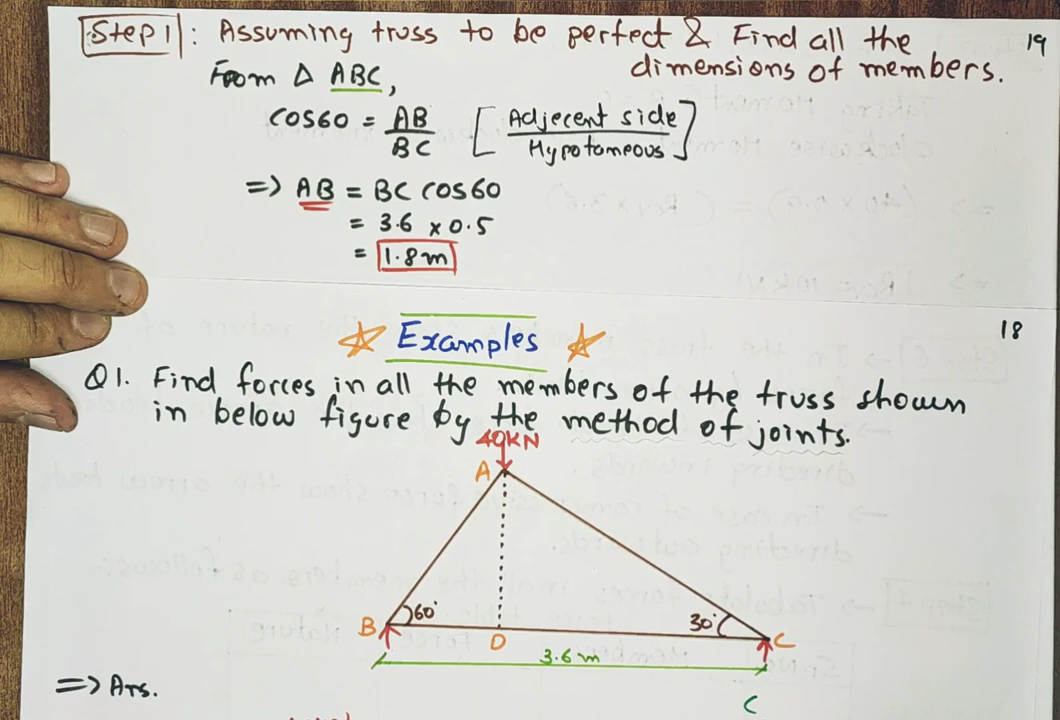 Step 1 : Assuming truss to be perfect & Find all the
19
dimensions of members.
From Δ ABC,
cos60 = AB/BC [Adjecent side/Hypotoneous]
=> AB = BC cos60
= 3.6 x 0.5
= 1.8m
18
☆ Examples ☆
Q1. Find forces in all the members of the truss shown
in below figure by the method of joints.
40KN
A
B
60°
D
30°
C
3.6 m
=> Ans.
C